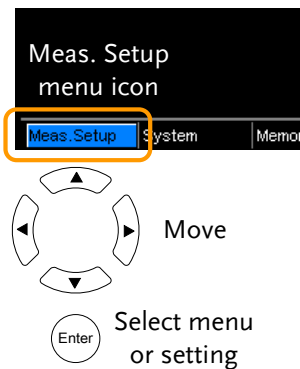 Meas. Setup
menu icon
Meas.Setup System Memor
Move
Enter
Select menu
or setting